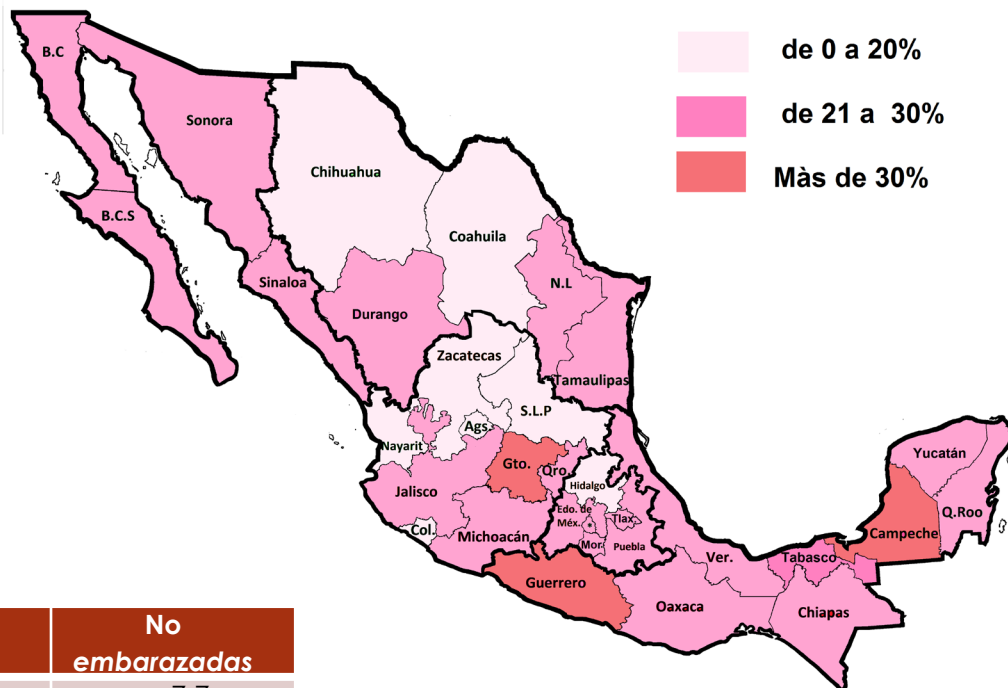 B.C
Sonora
Chihuahua
B.C.S
Coahuila
Sinaloa
N.L
Durango
Zacatecas
Tamaulipas
S.L.P
Ags.
Nayarit
Gto.
Qro.
Hidalgo
Jalisco
Edo. de
Méx.
Tlax.
Col.
Michoacán
Mor.
Puebla
Ver.
Guerrero
Oaxaca
Tabasco
Chiapas
Campeche
Yucatán
Q.Roo
de 0 a 20%
de 21 a 30%
Màs de 30%
No
embarazadas